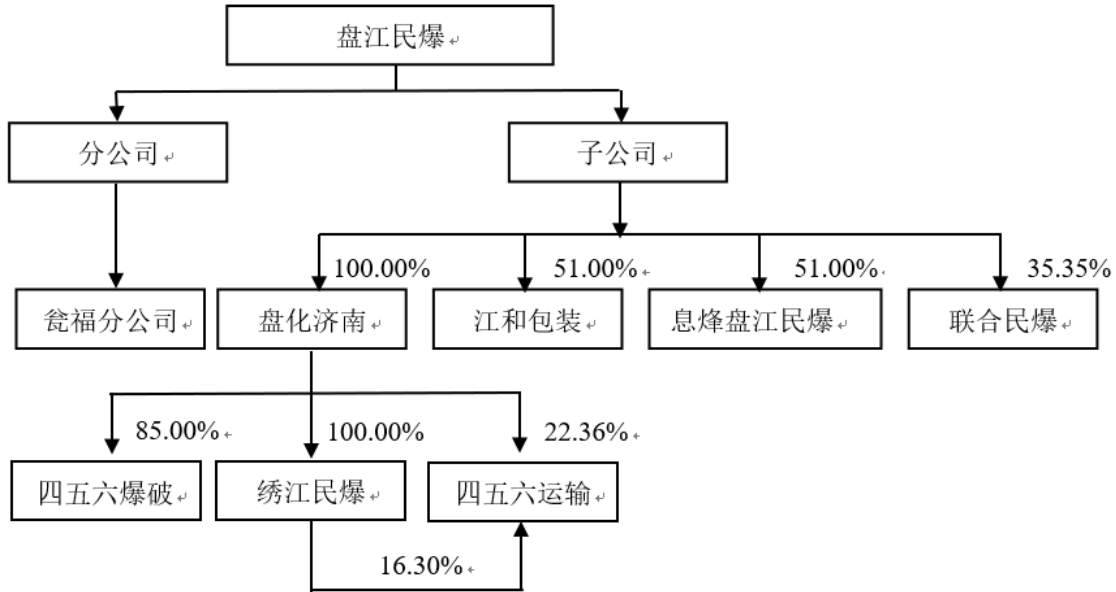 盘江民爆
分公司
子公司
100.00%
51.00%
51.00%
35.35%
瓮福分公司
盘化济南
江和包装
息烽盘江民爆
联合民爆
85.00%
100.00%
22.36%
四五六爆破
绣江民爆
四五六运输
16.30%